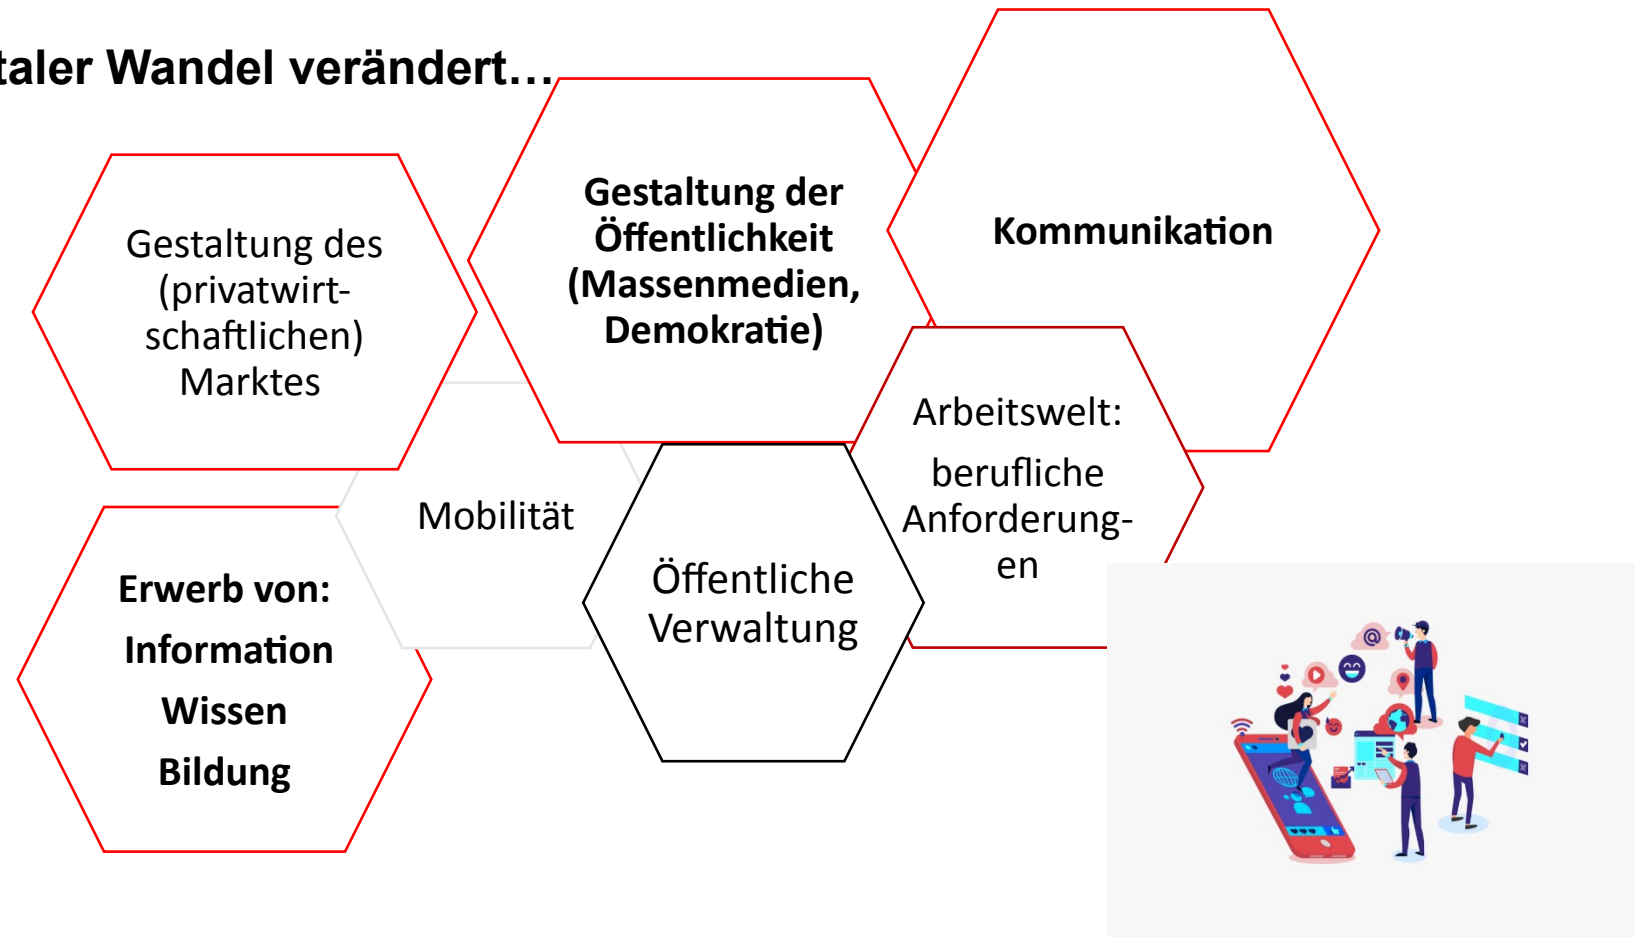 taler Wandel verändert…
Gestaltung des
(privatwirt-
schaftlichen)
Marktes
Gestaltung der
Öffentlichkeit
(Massenmedien,
Demokratie)
Kommunikation
Erwerb von:
Information
Wissen
Bildung
Mobilität
Öffentliche
Verwaltung
Arbeitswelt:
berufliche
Anforderung-
en
@